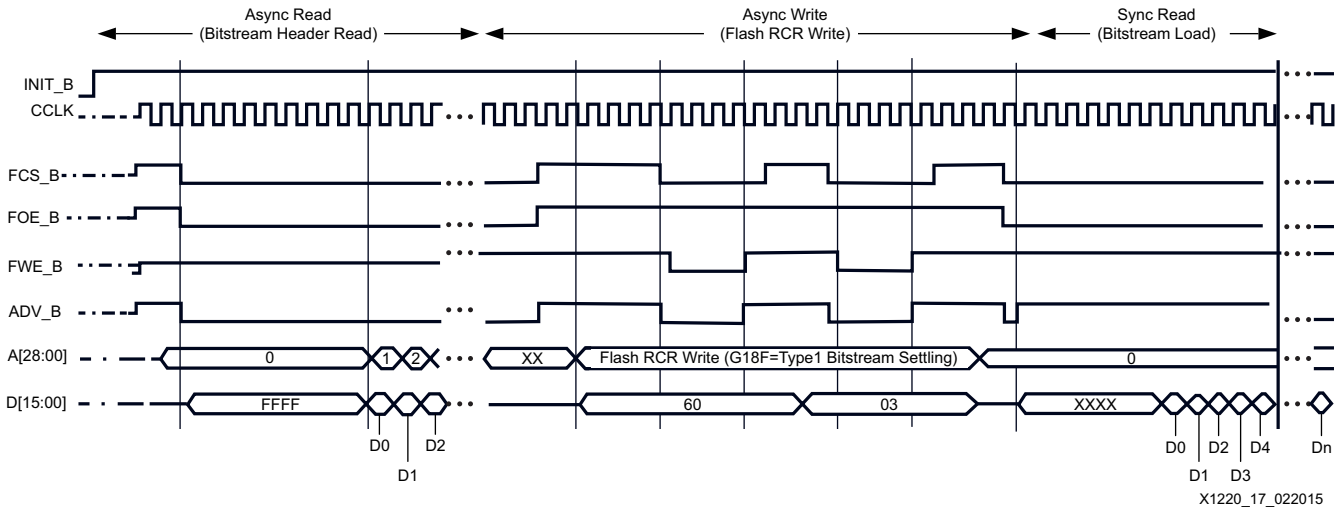 Async Read
(Bitstream Header Read)
Async Write
(Flash RCR Write)
Sync Read
(Bitstream Load)
INIT_B
CCLK
FCS_B
FOE_B
FWE_B
ADV_B
A[28:00] 0 1 2 XX Flash RCR Write (G18F=Type1 Bitstream Settling) 0
D[15:00] FFFF 60 03 XXXX
D0 D2 D0 D2 D4 Dn
D1 D1 D3
X1220_17_022015